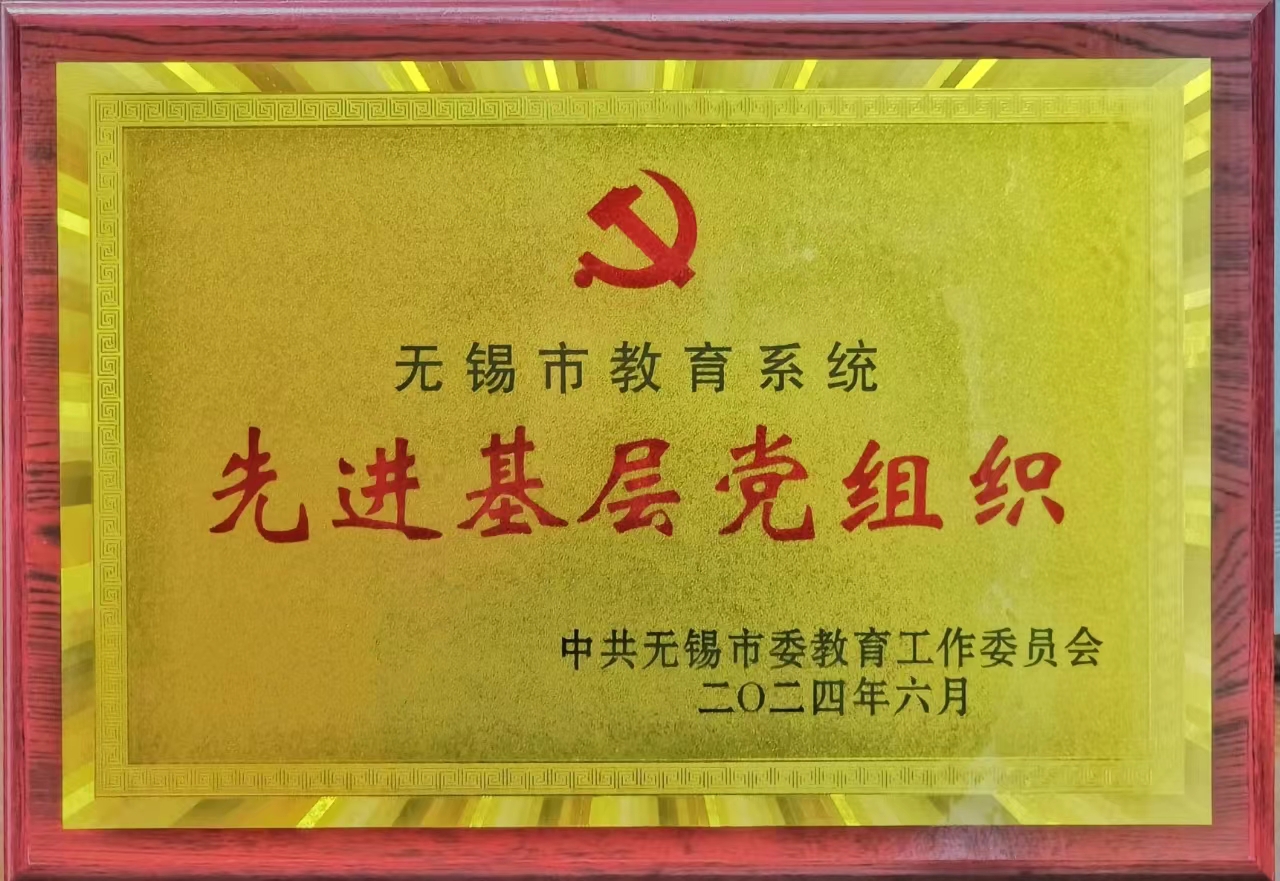 无锡市教育系统
先进基层党组织
中共无锡市委教育工作委员会
二〇二四年六月